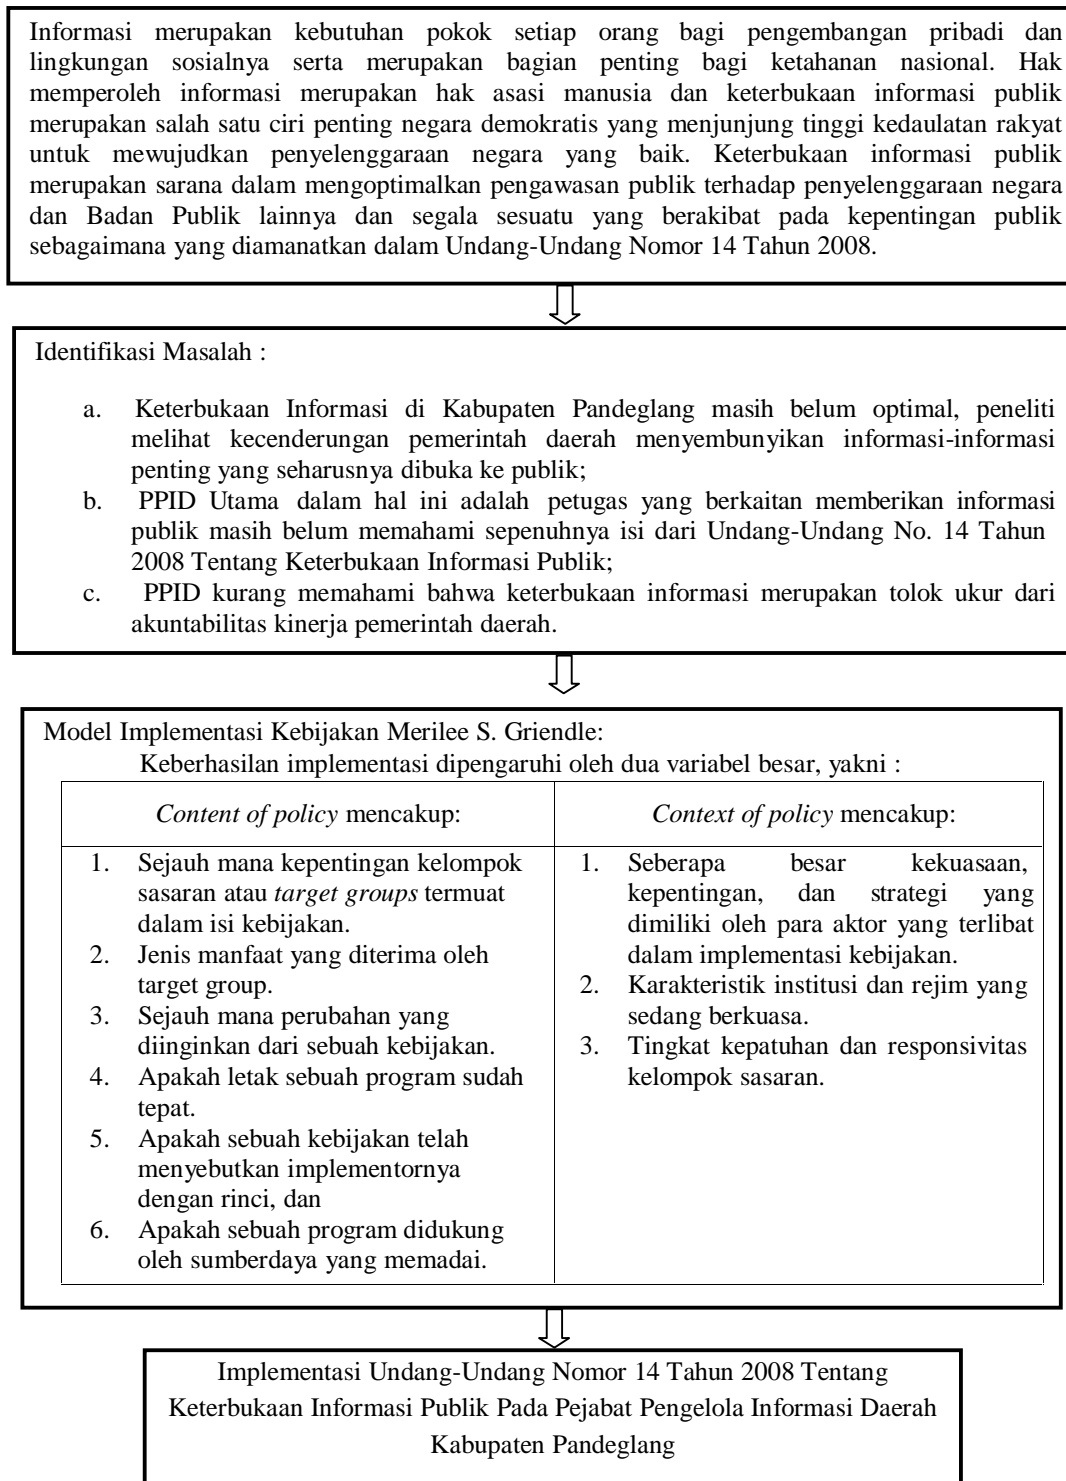 Informasi merupakan kebutuhan pokok setiap orang bagi pengembangan pribadi dan
lingkungan sosialnya serta merupakan bagian penting bagi ketahanan nasional. Hak
memperoleh informasi merupakan hak asasi manusia dan keterbukaan informasi publik
merupakan salah satu ciri penting negara demokratis yang menjunjung tinggi kedaulatan rakyat
untuk mewujudkan penyelenggaraan negara yang baik. Keterbukaan informasi publik
merupakan sarana dalam mengoptimalkan pengawasan publik terhadap penyelenggaraan negara
dan Badan Publik lainnya dan segala sesuatu yang berakibat pada kepentingan publik
sebagaimana yang diamanatkan dalam Undang-Undang Nomor 14 Tahun 2008.
Identifikasi Masalah :
a. Keterbukaan Informasi di Kabupaten Pandeglang masih belum optimal, peneliti
melihat kecenderungan pemerintah daerah menyembunyikan informasi-informasi
penting yang seharusnya dibuka ke publik;
b. PPID Utama dalam hal ini adalah petugas yang berkaitan memberikan informasi
publik masih belum memahami sepenuhnya isi dari Undang-Undang No. 14 Tahun
2008 Tentang Keterbukaan Informasi Publik;
c. PPID kurang memahami bahwa keterbukaan informasi merupakan tolok ukur dari
akuntabilitas kinerja pemerintah daerah.
Model Implementasi Kebijakan Merilee S. Griendle:
Keberhasilan implementasi dipengaruhi oleh dua variabel besar, yakni :
Content of policy mencakup:
1. Sejauh mana kepentingan kelompok
sasaran atau target groups termuat
dalam isi kebijakan.
2. Jenis manfaat yang diterima oleh
target group.
3. Sejauh mana perubahan yang
diinginkan dari sebuah kebijakan.
4. Apakah letak sebuah program sudah
tepat.
5. Apakah sebuah kebijakan telah
menyebutkan implementornya
dengan rinci, dan
6. Apakah sebuah program didukung
oleh sumberdaya yang memadai.
Context of policy mencakup:
1. Seberapa besar kekuasaan,
kepentingan, dan strategi yang
dimiliki oleh para aktor yang terlibat
dalam implementasi kebijakan.
2. Karakteristik institusi dan rejim yang
sedang berkuasa.
3. Tingkat kepatuhan dan responsivitas
kelompok sasaran.
Implementasi Undang-Undang Nomor 14 Tahun 2008 Tentang
Keterbukaan Informasi Publik Pada Pejabat Pengelola Informasi Daerah
Kabupaten Pandeglang